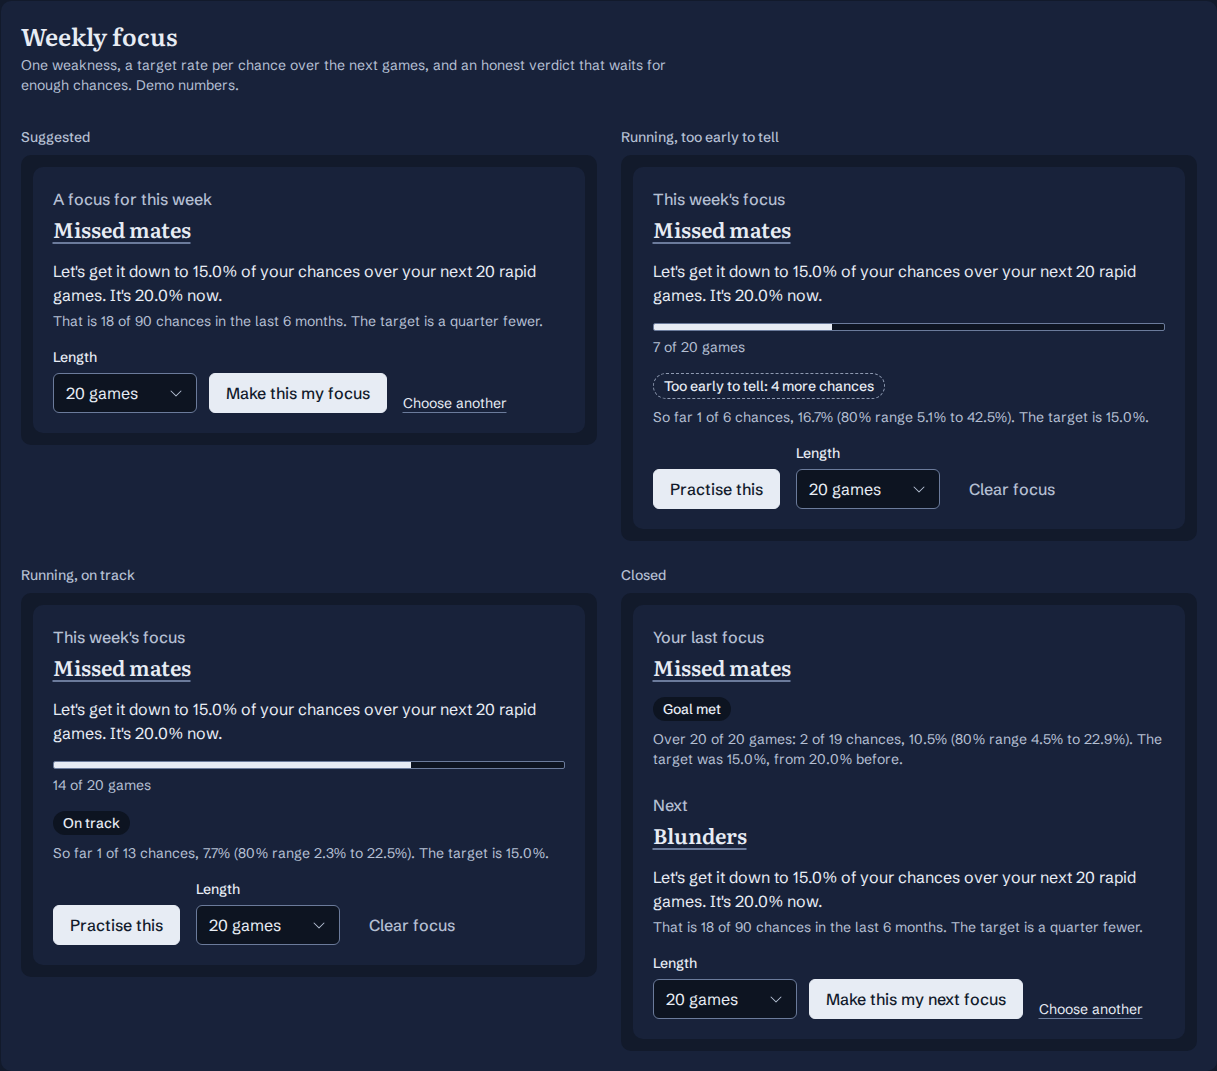 Weekly focus
One weakness, a target rate per chance over the next games, and an honest verdict that waits for
enough chances. Demo numbers.
Suggested
A focus for this week
Missed mates
Let's get it down to 15.0% of your chances over your next 20 rapid
games. It's 20.0% now.
That is 18 of 90 chances in the last 6 months. The target is a quarter fewer.
Length
20 games
Make this my focus
Choose another
Running, too early to tell
This week's focus
Missed mates
Let's get it down to 15.0% of your chances over your next 20 rapid
games. It's 20.0% now.
7 of 20 games
Too early to tell: 4 more chances
So far 1 of 6 chances, 16.7% (80% range 5.1% to 42.5%). The target is 15.0%.
Length
Practise this
20 games
Clear focus
Running, on track
This week's focus
Missed mates
Let's get it down to 15.0% of your chances over your next 20 rapid
games. It's 20.0% now.
14 of 20 games
On track
So far 1 of 13 chances, 7.7% (80% range 2.3% to 22.5%). The target is 15.0%.
Length
Practise this
20 games
Clear focus
Closed
Your last focus
Missed mates
Goal met
Over 20 of 20 games: 2 of 19 chances, 10.5% (80% range 4.5% to 22.9%). The
target was 15.0%, from 20.0% before.
Next
Blunders
Let's get it down to 15.0% of your chances over your next 20 rapid
games. It's 20.0% now.
That is 18 of 90 chances in the last 6 months. The target is a quarter fewer.
Length
20 games
Make this my next focus
Choose another